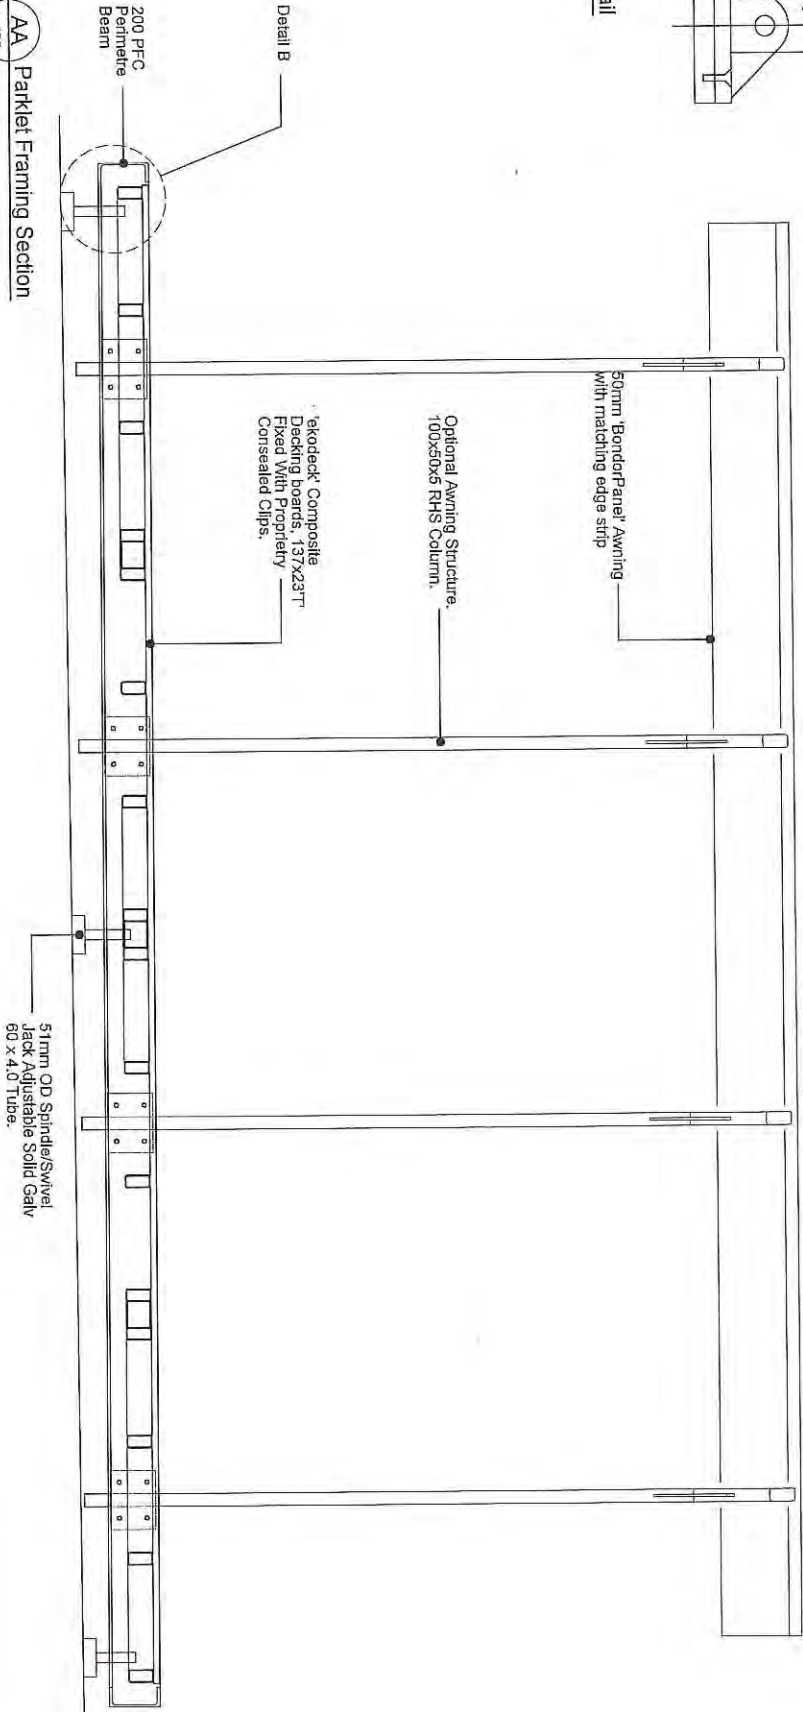 ail
Detail B
200 PFC
Perimetre
Beam
AA
Parklet Framing Section
50mm 'BondorPanel' Awning
with matching edge strip
Optional Awning Structure.
100x50x5 RHS Column.
'ekodeck' Composite
Decking boards, 137x23'T'
Fixed With Proprietry
Consealed Clips.
51mm OD Spindle/Swivel
Jack Adjustable Solid Galv
60 x 4.0 Tube.